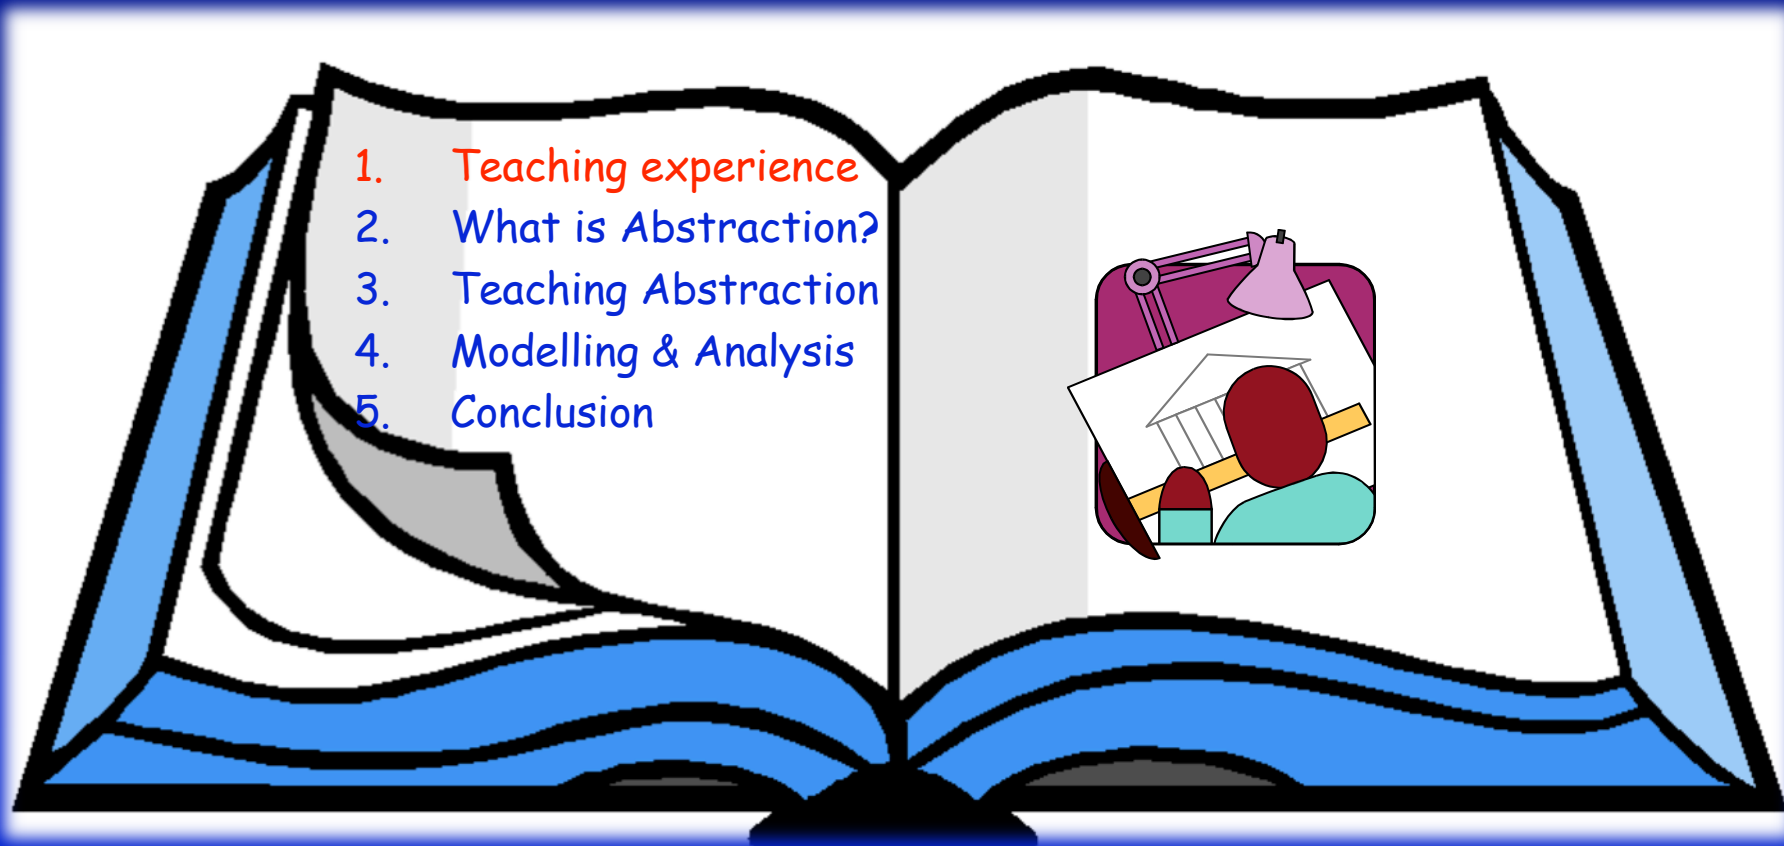 1. Teaching experience
2. What is Abstraction?
3. Teaching Abstraction
4. Modelling & Analysis
5. Conclusion